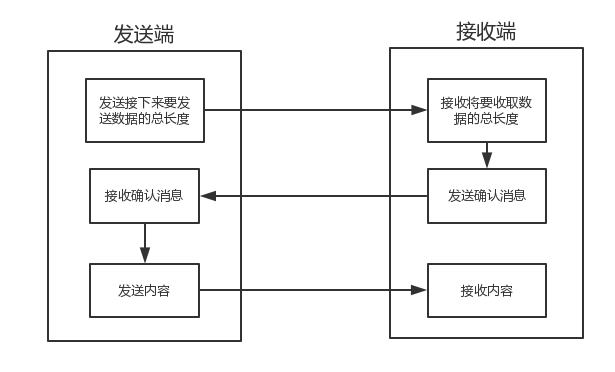 发送端
接收端
发送接下来要发
送数据的总长度
接收将要收取数
据的总长度
接收确认消息
发送确认消息
发送内容
接收内容